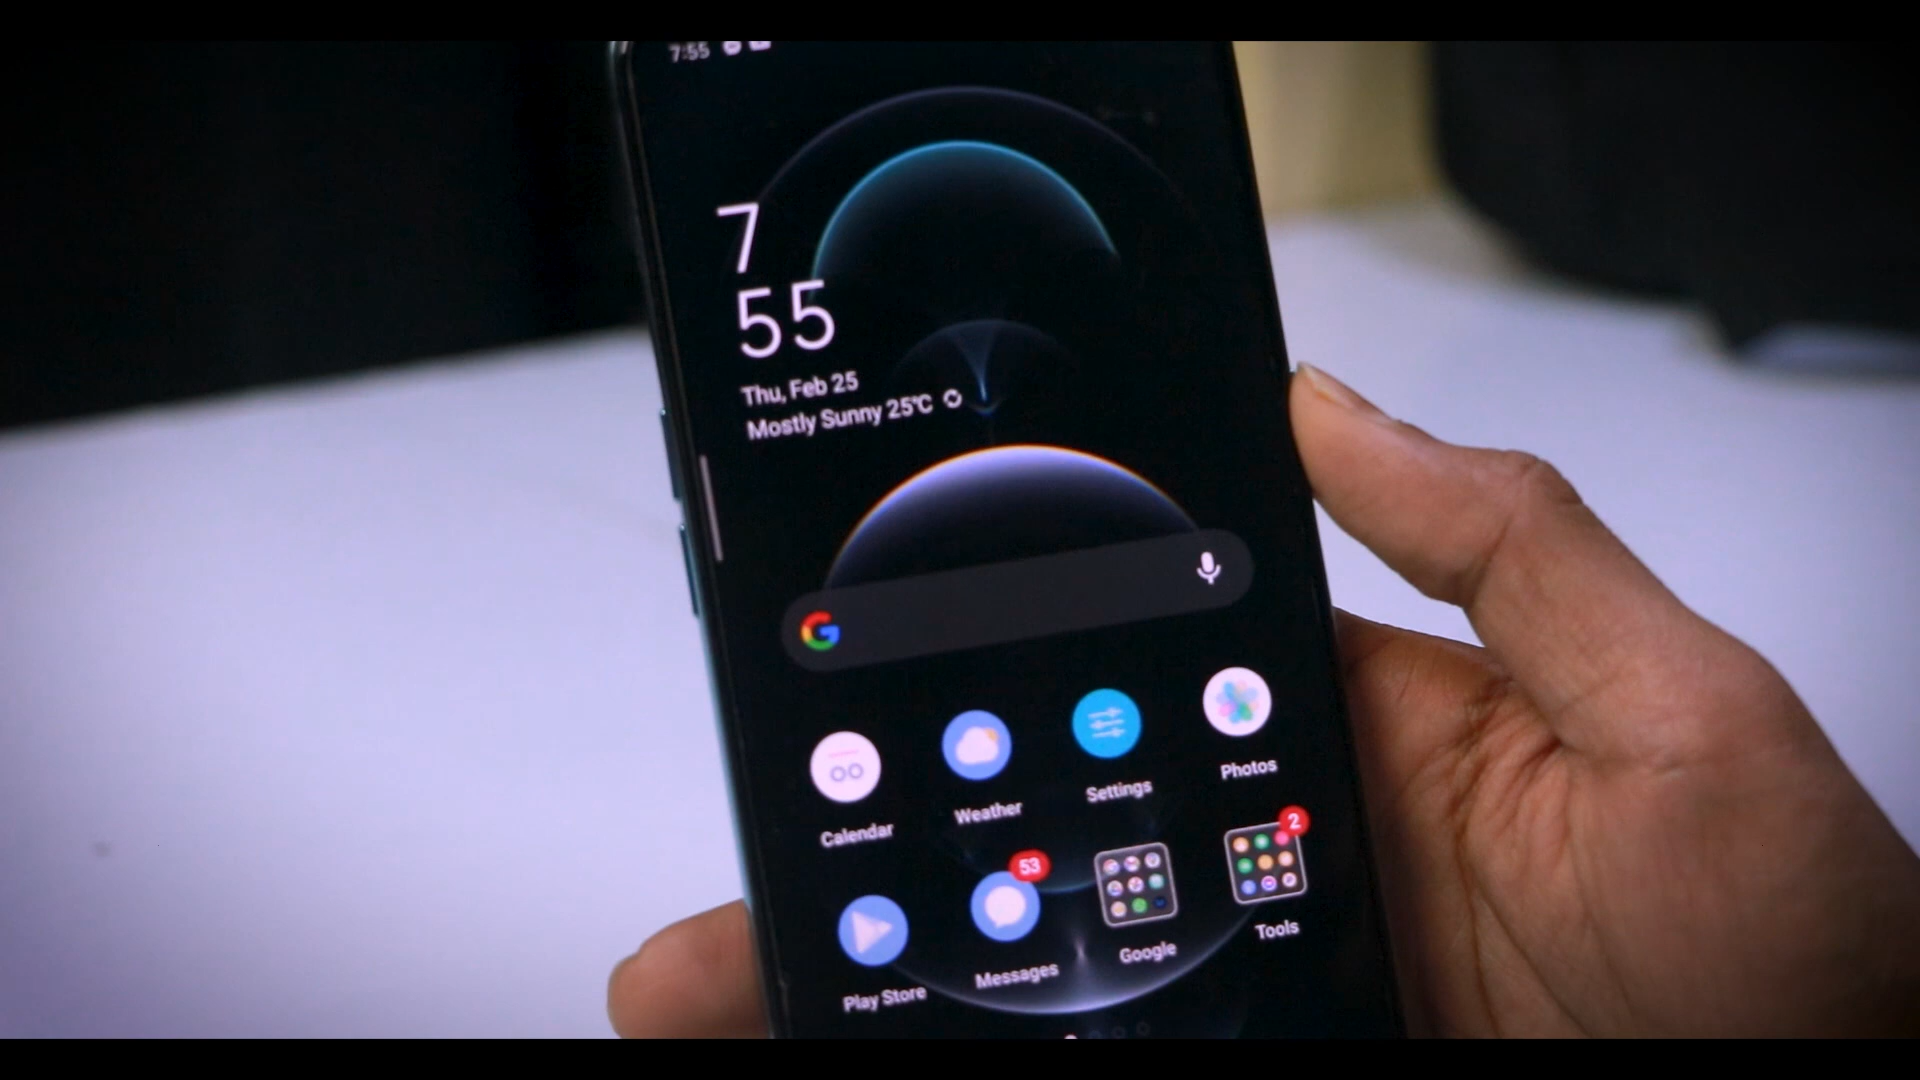 7:55
7
55
Thu, Feb 25
Mostly Sunny 25℃
G
Calendar
Weather
Settings
Photos
53
2
Play Store
Messages
Google
Tools